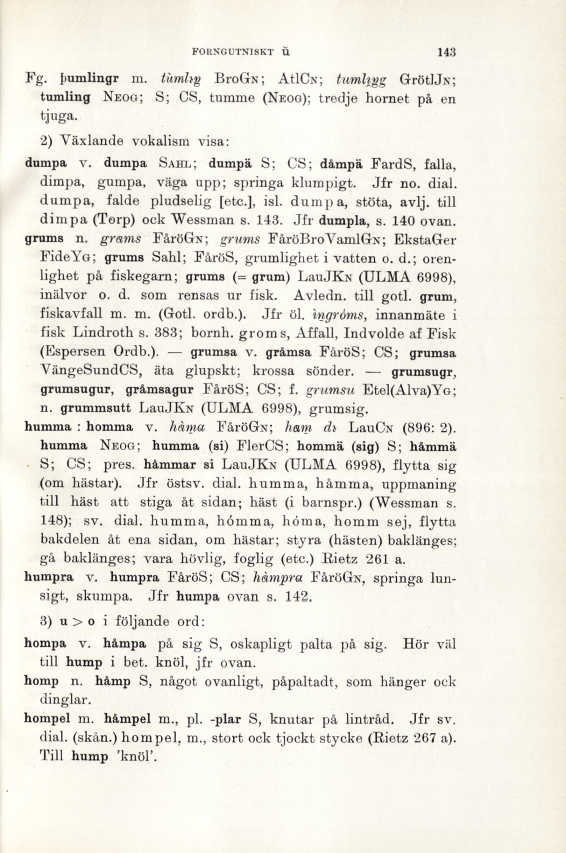 FORNGUTNISKT ŭ 143
Fg. þumlingr m. tùmlıŋ BroGn; AtlCn; tumlıŋg GrötlJn;
tumling Neog; S; CS, tumme (Neog); tredje hornet på en
tjuga.
2) Växlande vokalism visa:
dumpa v. dumpa Sahl; dumpä S; CS; dåmpä FardS, falla,
dimpa, gumpa, väga upp; springa klumpigt. Jfr no. dial.
dumpa, falde pludselig [etc.], isl. dumpa, stöta, avlj. till
dimpa (Torp) ock Wessman s. 143. Jfr dumpla, s. 140 ovan.
grums n. grams FåröGn; grums FåröBroVamlGn; EkstaGer
FideYg; grums Sahl; FåröS, grumlighet i vatten o. d.; oren-
lighet på fiskegarn; grums (= grum) LauJKn (ULMA 6998),
inälvor o. d. som rensas ur fisk. Avledn. till gotl. grum,
fiskavfall m. m. (Gotl. ordb.). Jfr öl. ìŋgróms, innanmäte i
fisk Lindroth s. 383; bornh. groms, Affall, Indvolde af Fisk
(Espersen Ordb.). — grumsa v. gråmsa FåröS; CS; grumsa
VängeSundCS, äta glupskt; krossa sönder. — grumsugr,
grumsugur, gråmsagur FåröS; CS; f. grumsu Etel(Alva)Yg;
n. grummsutt LauJKn (ULMA 6998), grumsig.
humma : homma v. hàma FåröGn; ham dı LauCn (896: 2).
humma Neog; humma (si) FlerCS; hommä (sig) S; håmmä
S; CS; pres. håmmar si LauJKn (ULMA 6998), flytta sig
(om hästar). Jfr östsv. dial. humma, håmma, uppmaning
till häst att stiga åt sidan; häst (i barnspr.) (Wessman s.
148); sv. dial. humma, hómma, hóma, homm sej, flytta
bakdelen åt ena sidan, om hästar; styra (hästen) baklänges;
gå baklänges; vara hövlig, foglig (etc.) Rietz 261 a.
humpra v. humpra FåröS; CS; hàmpra FåröGn, springa lun-
sigt, skumpa. Jfr humpa ovan s. 142.
3) u > o i följande ord:
hompa v. håmpa på sig S, oskapligt palta på sig. Hör väl
till hump i bet. knöl, jfr ovan.
homp n. håmp S, något ovanligt, påpaltadt, som hänger ock
dinglar.
hompel m. håmpel m., pl. -plar S, knutar på lintråd. Jfr sv.
dial. (skån.) hompel, m., stort ock tjockt stycke (Rietz 267 a).
Till hump 'knöl'.